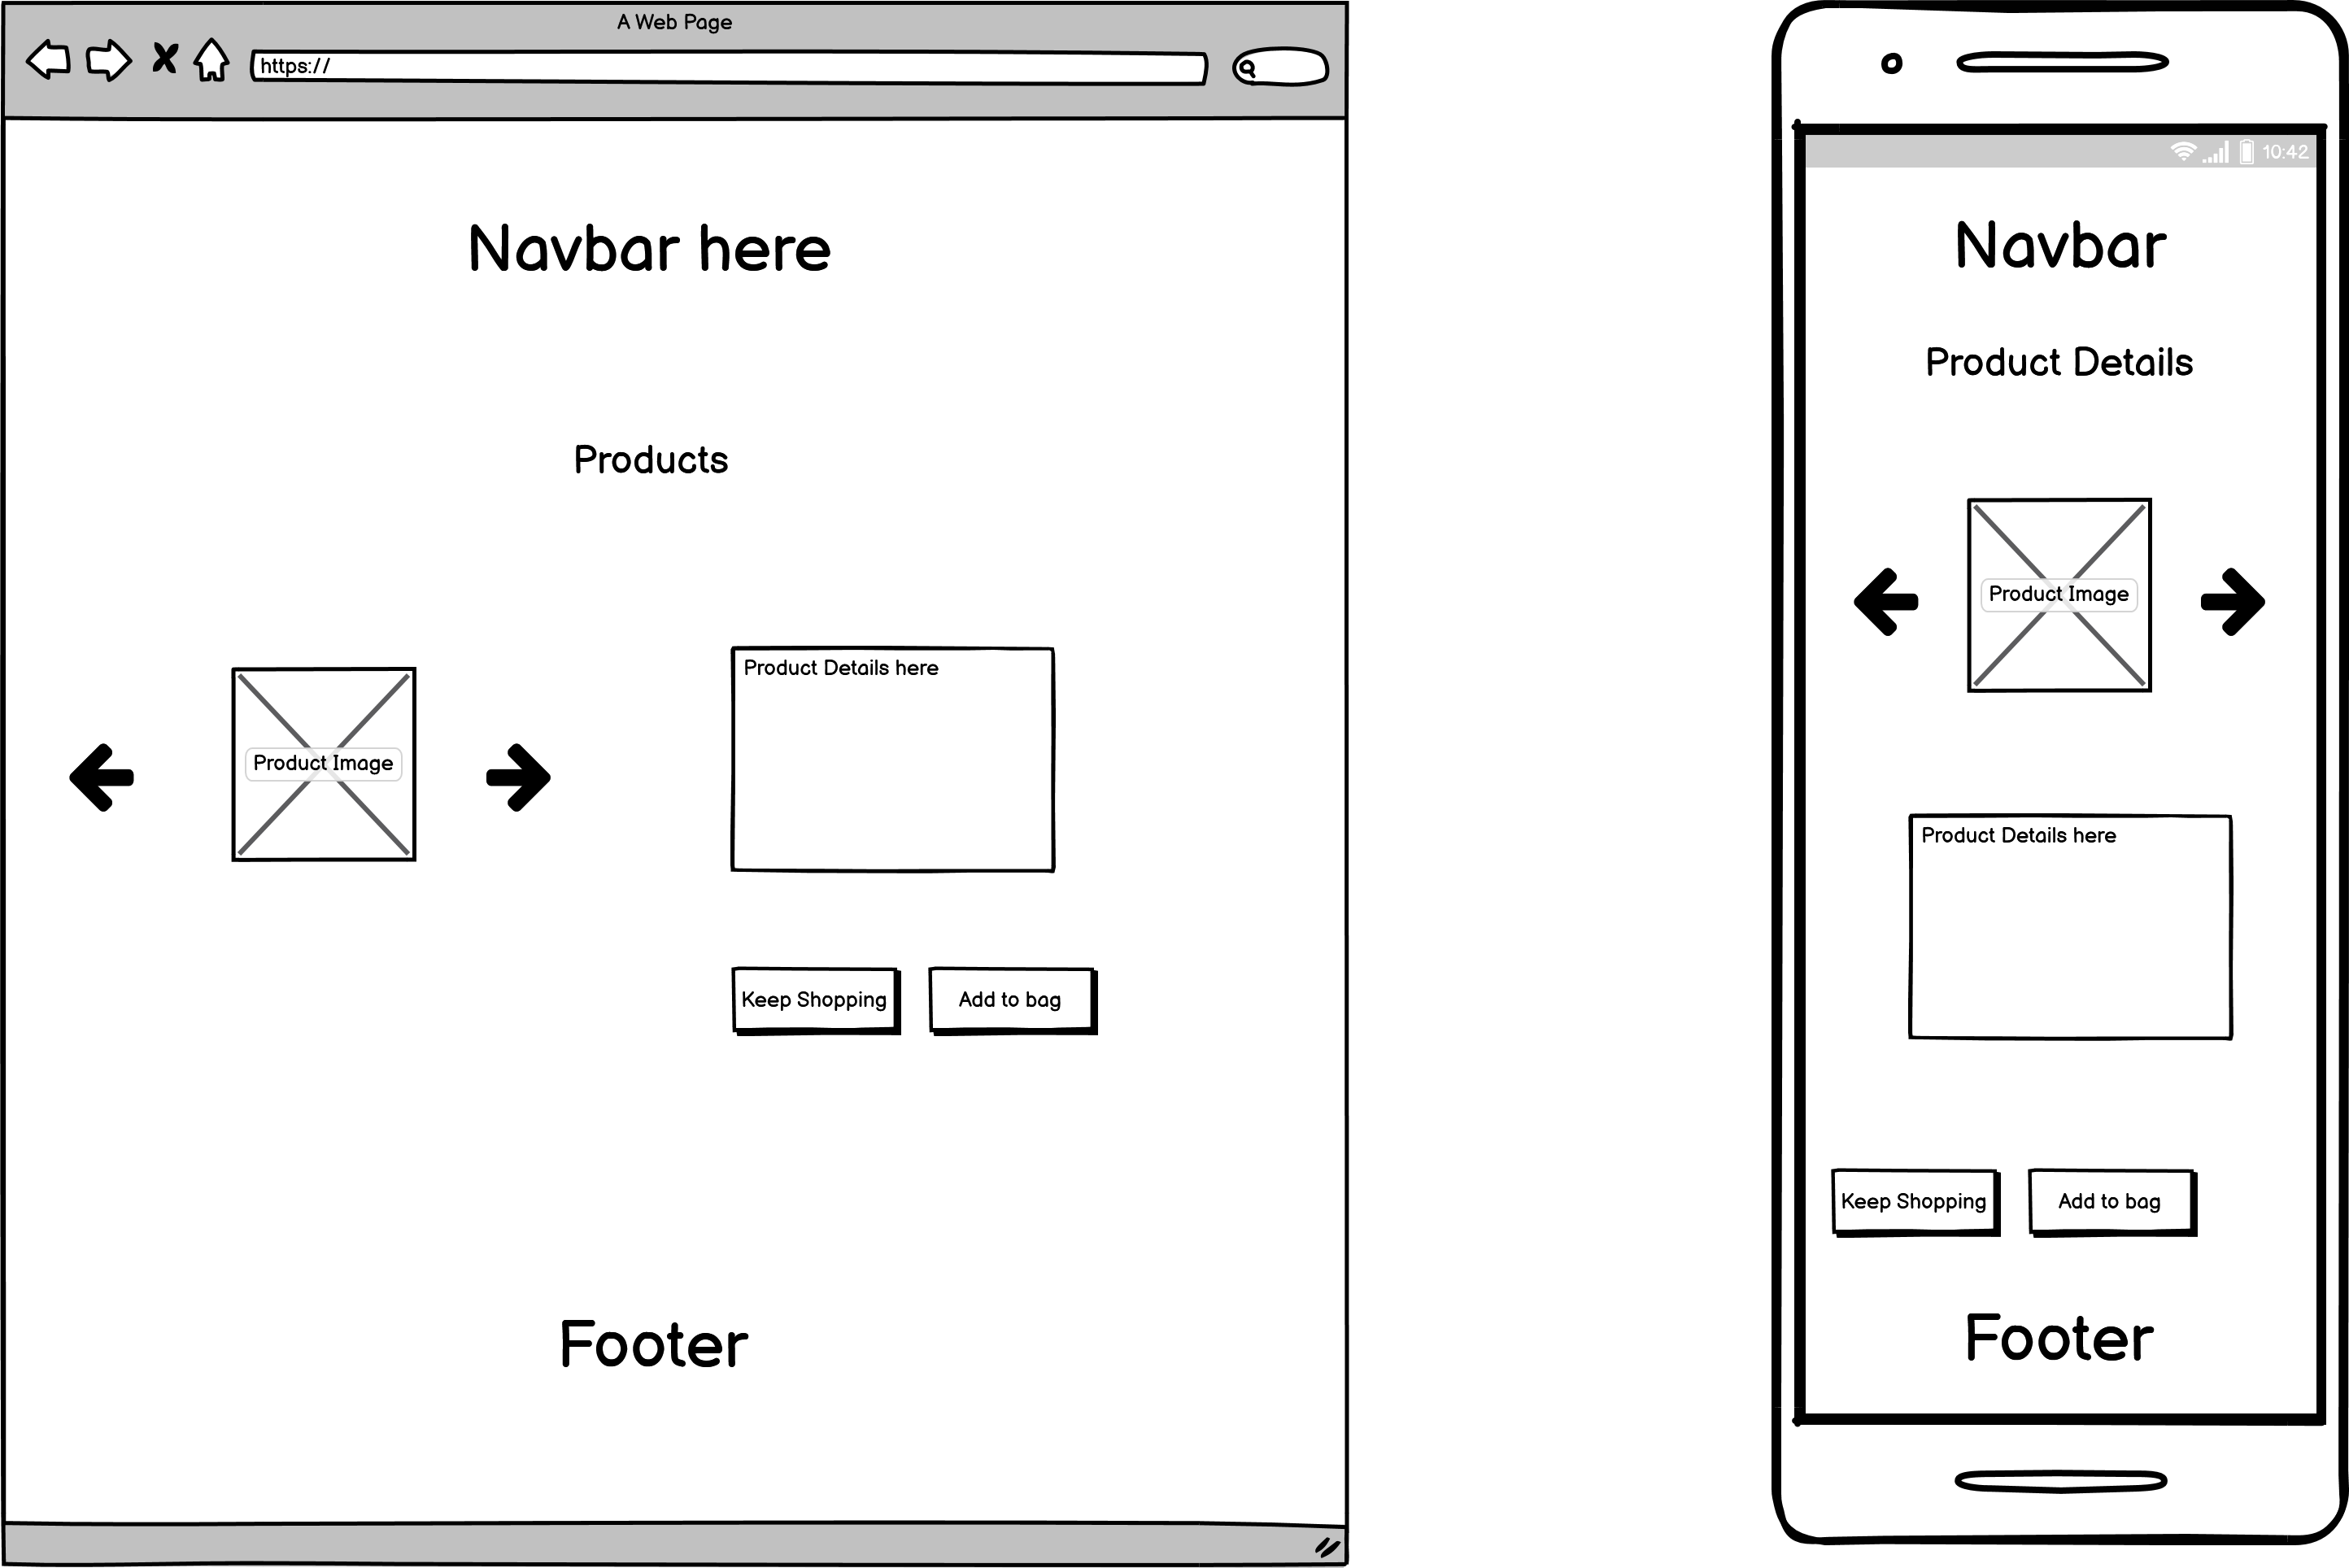 A Web Page
https://
Navbar here
Products
Product Image
Product Details here
Keep Shopping
Add to bag
Footer
10:42
Navbar
Product Details
Product Image
Product Details here
Keep Shopping
Add to bag
Footer